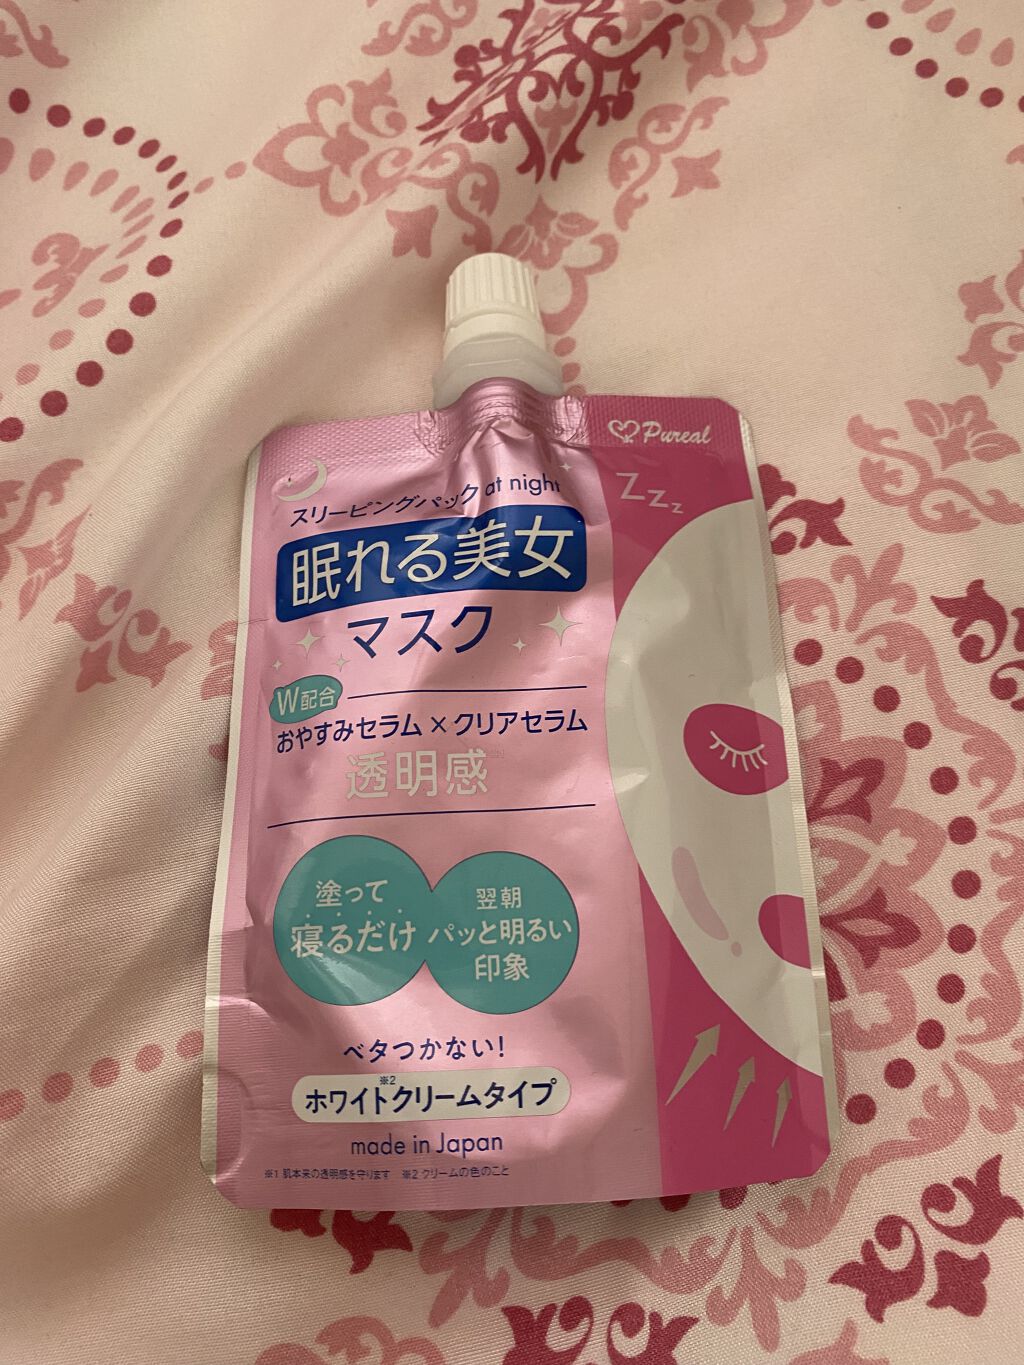 Pureal
Zzz
スリーピングパック at night
眠れる美女
マスク
W配合
おやすみセラム×クリアセラム
透明感※1
塗って
寝るだけ
翌朝
パッと明るい
印象
ベタつかない!
ホワイト※2クリームタイプ
made in Japan
※1 肌本来の透明感を守ります ※2 クリームの色のこと